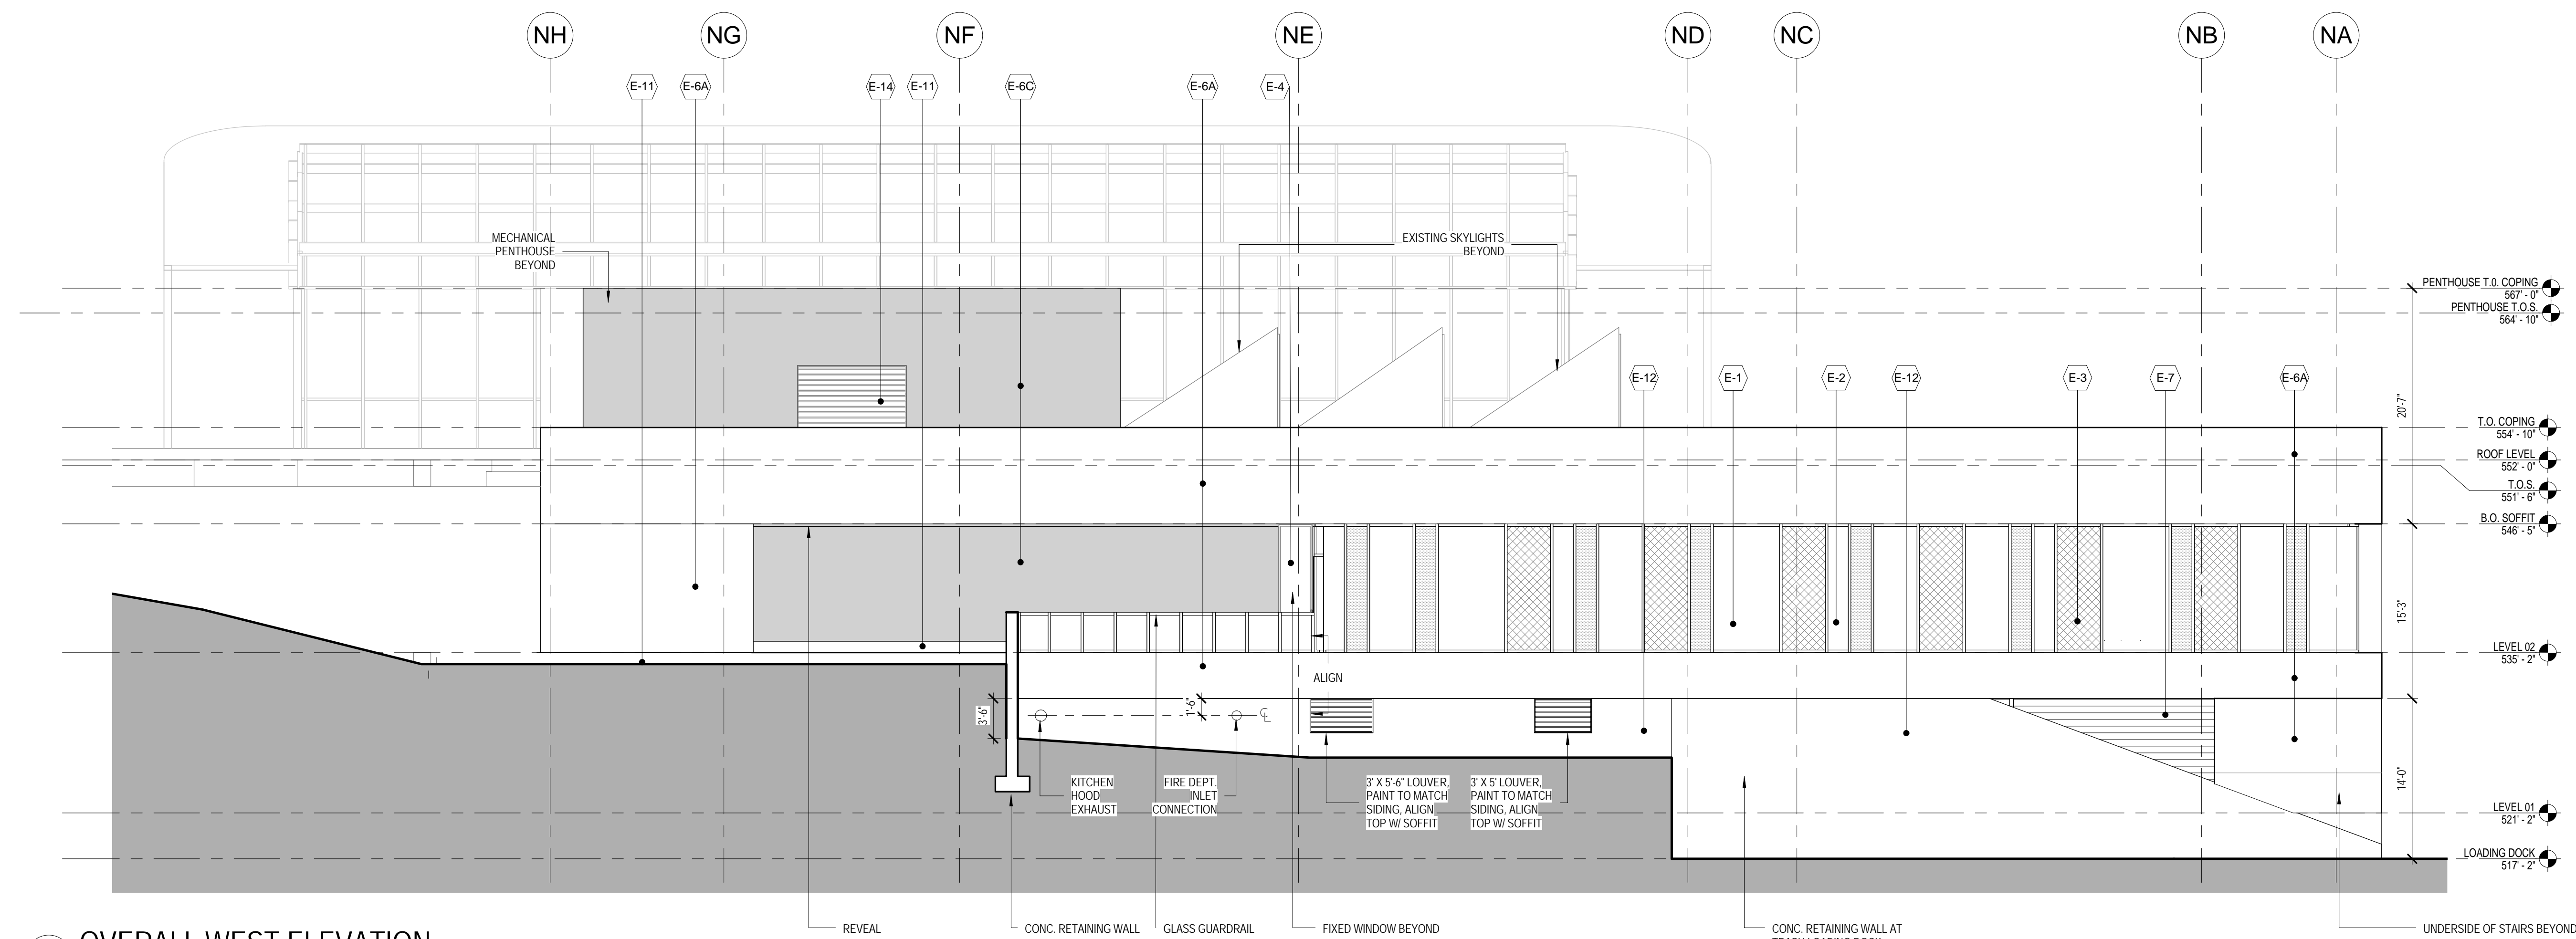 NH
NG
NF
NE
ND
NC
NB
NA
E-11
E-6A
E-14
E-11
E-6C
E-6A
E-4
MECHANICAL
PENTHOUSE
BEYOND
EXISTING SKYLIGHTS
BEYOND
PENTHOUSE T.0. COPING
567' - 0"
PENTHOUSE T.O.S.
564' - 10"
E-12
E-1
E-2
E-12
E-3
E-7
E-6A
20'-7"
T.O. COPING
554' - 10"
ROOF LEVEL
552' - 0"
T.O.S.
551' - 6"
B.O. SOFFIT
546' - 5"
15'-3"
LEVEL 02
535' - 2"
ALIGN
3'-6"
1'-6"
CL
KITCHEN
HOOD
EXHAUST
FIRE DEPT.
INLET
CONNECTION
3' X 5'-6" LOUVER,
PAINT TO MATCH
SIDING, ALIGN
TOP W/ SOFFIT
3' X 5' LOUVER,
PAINT TO MATCH
SIDING, ALIGN
TOP W/ SOFFIT
14'-0"
LEVEL 01
521' - 2"
LOADING DOCK
517' - 2"
REVEAL
CONC. RETAINING WALL
GLASS GUARDRAIL
FIXED WINDOW BEYOND
CONC. RETAINING WALL AT
UNDERSIDE OF STAIRS BEYOND
OVERALL WEST ELEVATION